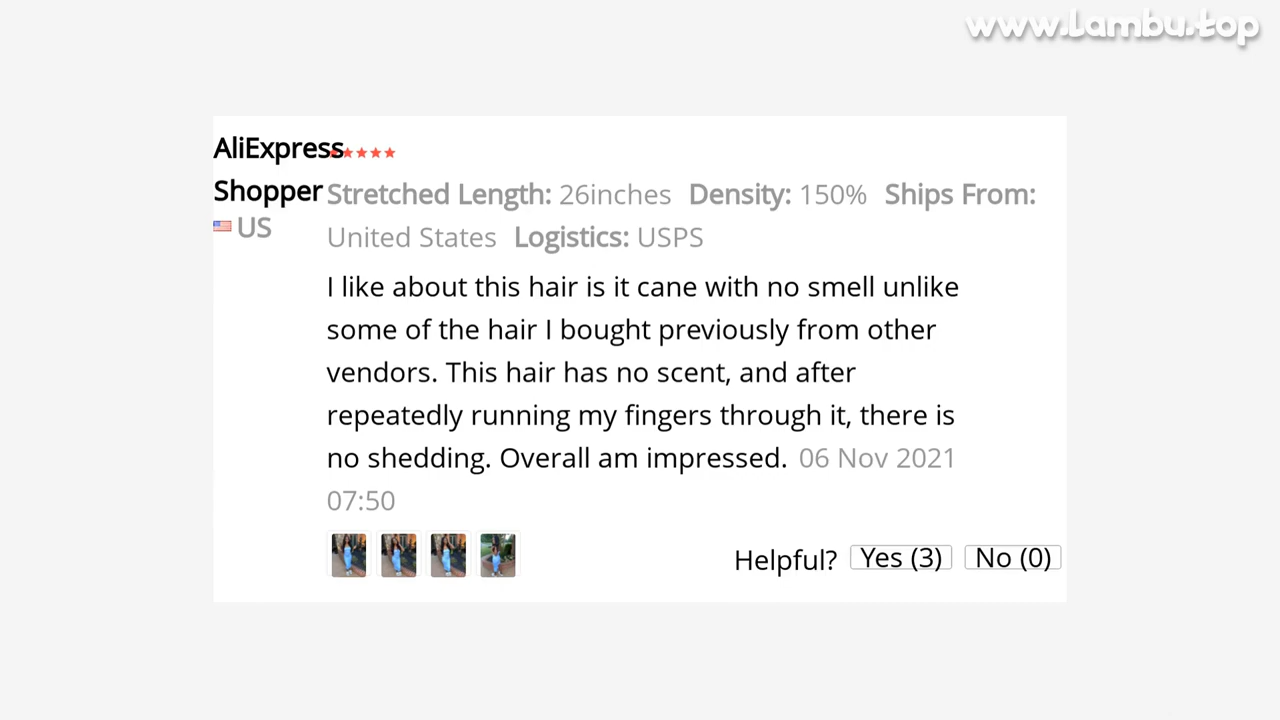 www.Lambu.top
AliExpress
Shopper
US
Stretched Length: 26inches Density: 150% Ships From:
United States Logistics: USPS
I like about this hair is it cane with no smell unlike
some of the hair I bought previously from other
vendors. This hair has no scent, and after
repeatedly running my fingers through it, there is
no shedding. Overall am impressed. 06 Nov 2021
07:50
Helpful? Yes (3) No (0)